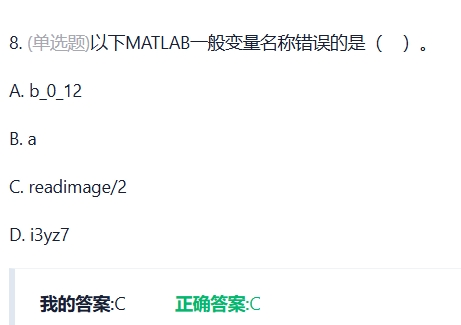 8. (单选题)以下MATLAB一般变量名称错误的是（　）。
A. b_0_12
B. a
C. readimage/2
D. i3yz7
我的答案:C 正确答案:C